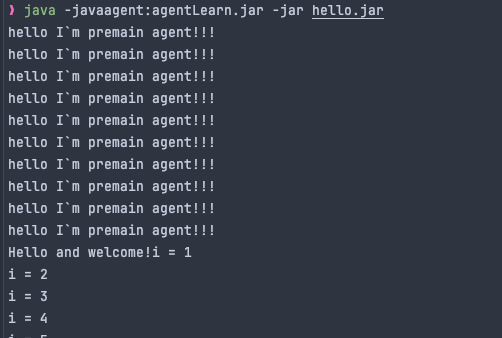 ❯ java -javaagent:agentLearn.jar -jar hello.jar
hello I`m premain agent!!!
hello I`m premain agent!!!
hello I`m premain agent!!!
hello I`m premain agent!!!
hello I`m premain agent!!!
hello I`m premain agent!!!
hello I`m premain agent!!!
hello I`m premain agent!!!
hello I`m premain agent!!!
hello I`m premain agent!!!
Hello and welcome!i = 1
i = 2
i = 3
i = 4